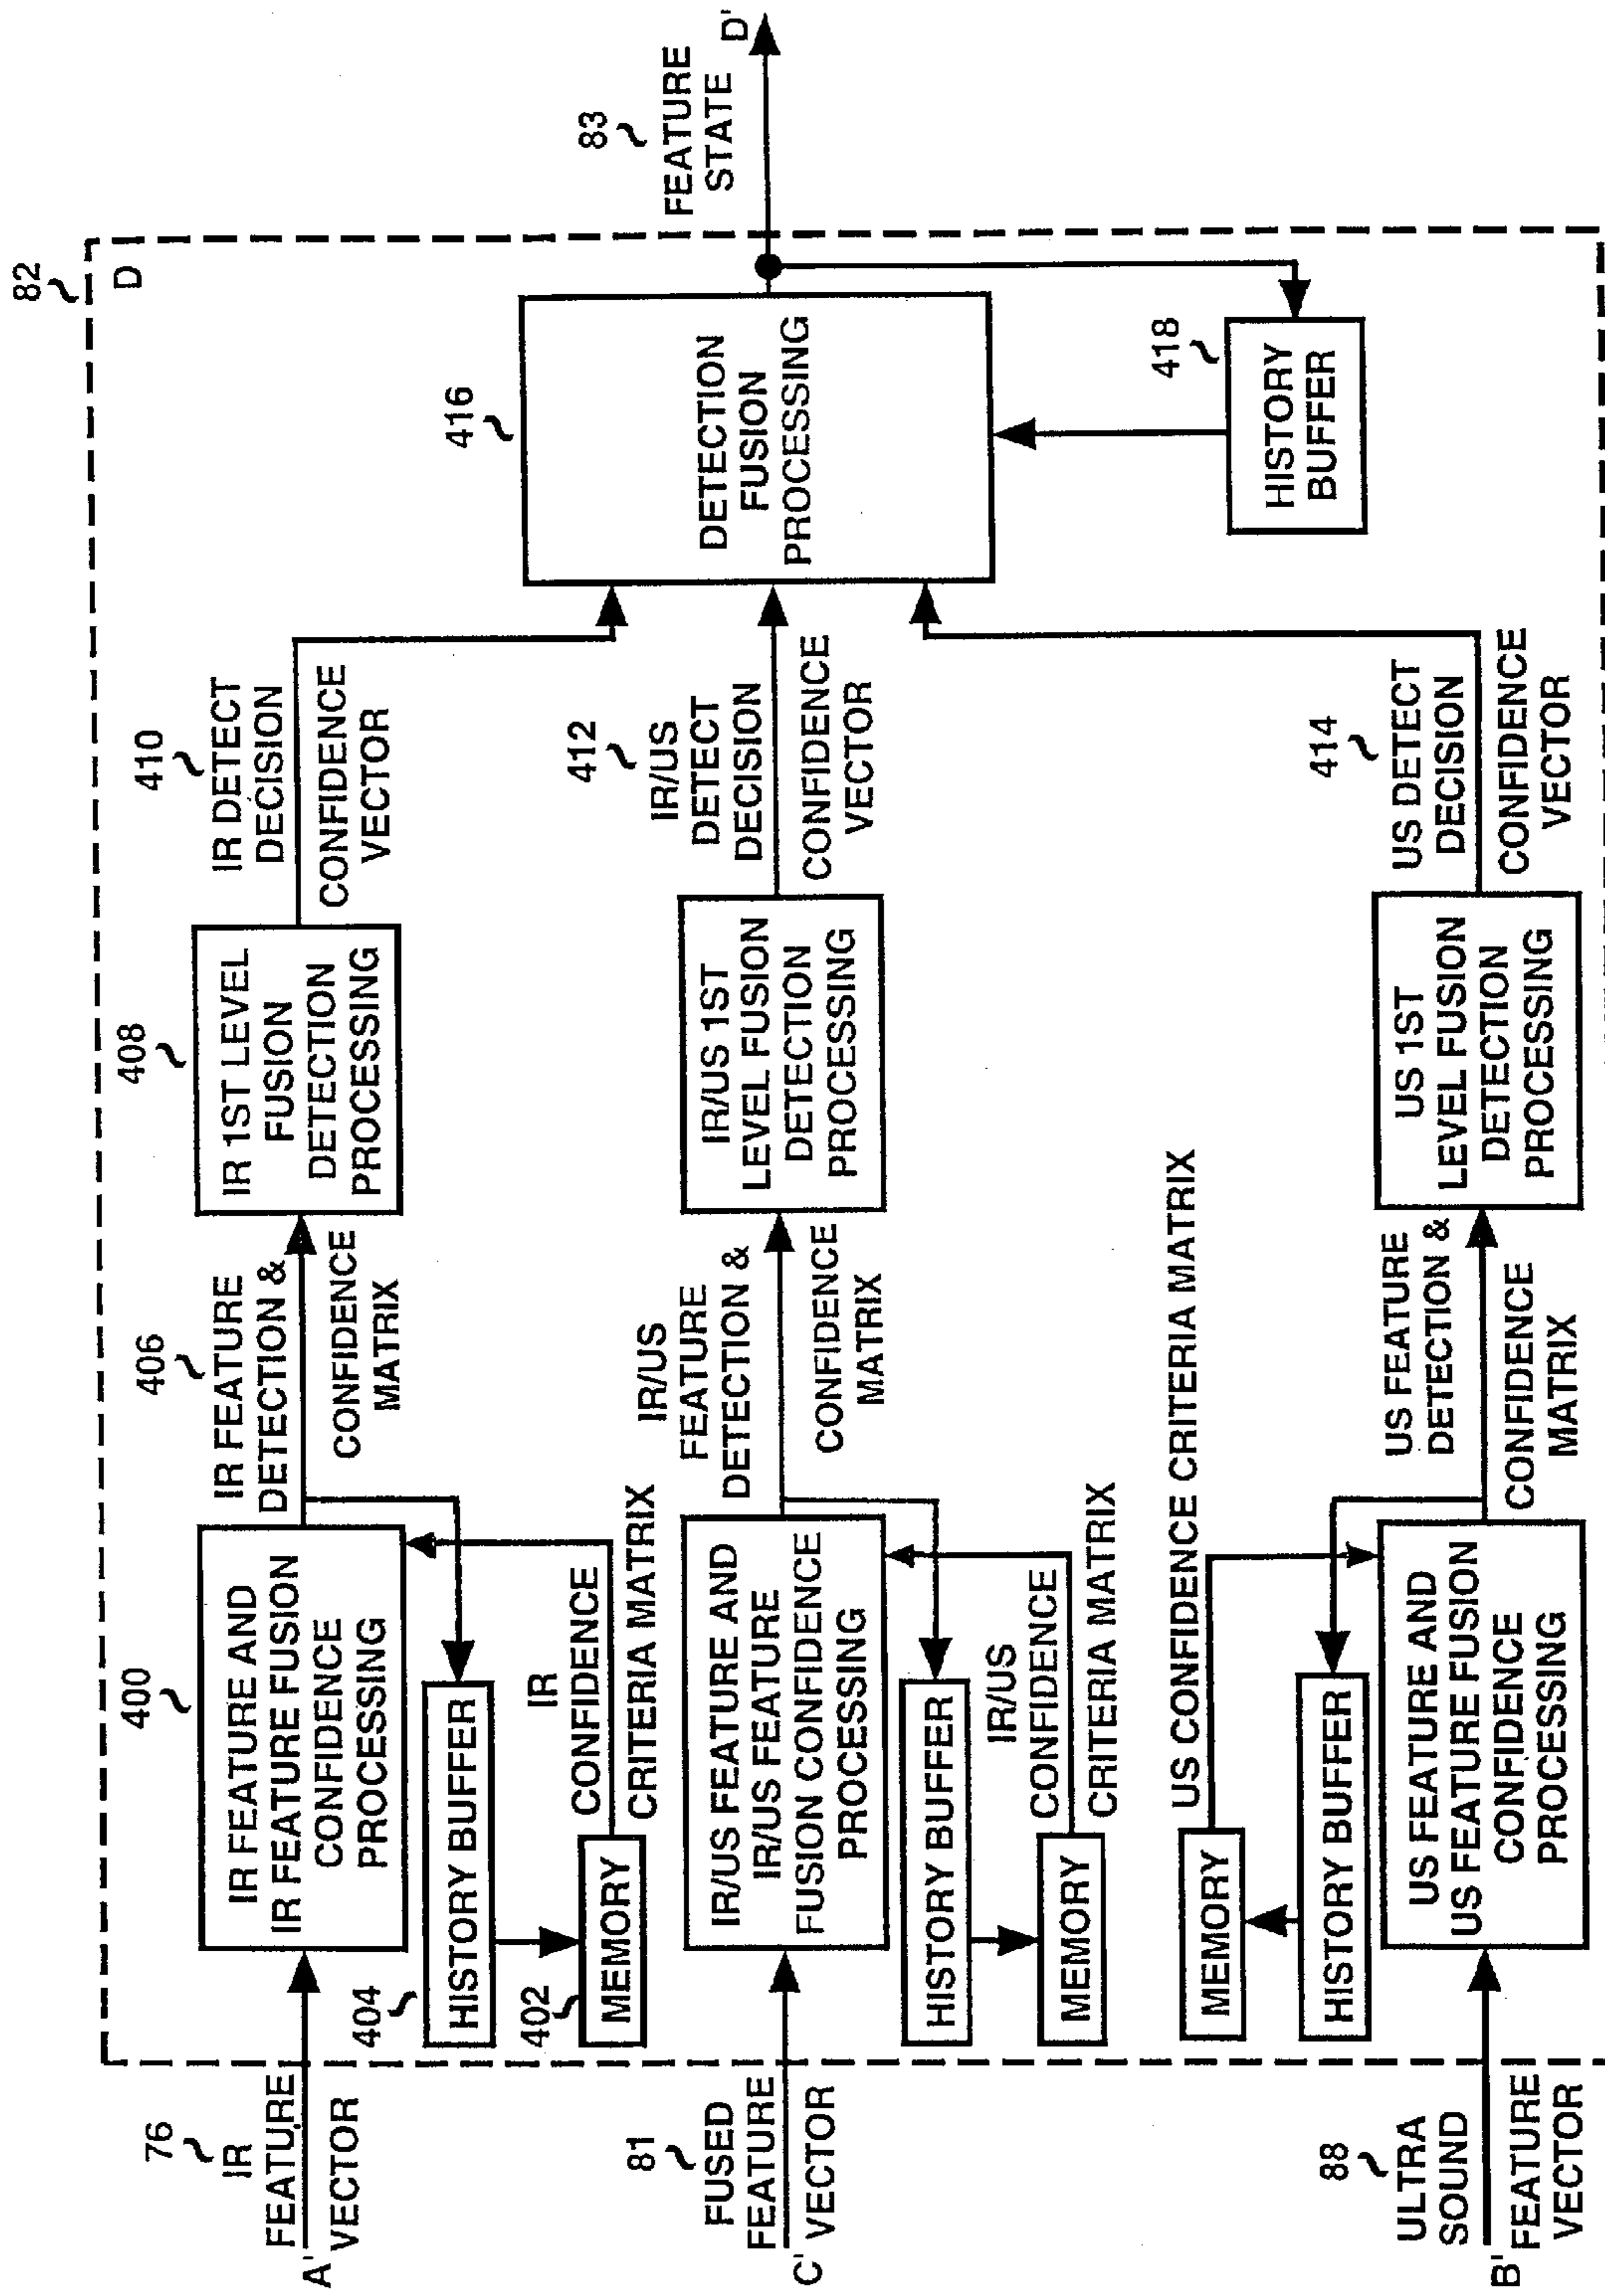 82
D
76
IR
FEATURE
VECTOR
A'
400
IR FEATURE AND
IR FEATURE FUSION
CONFIDENCE
PROCESSING
404
HISTORY BUFFER
402
MEMORY
IR
CONFIDENCE
CRITERIA MATRIX
406
IR FEATURE
DETECTION &
CONFIDENCE
MATRIX
408
IR 1ST LEVEL
FUSION
DETECTION
PROCESSING
410
IR DETECT
DECISION
CONFIDENCE
VECTOR
81
FUSED
FEATURE
VECTOR
C'
IR/US FEATURE AND
IR/US FEATURE
FUSION CONFIDENCE
PROCESSING
HISTORY BUFFER
MEMORY
IR/US
CONFIDENCE
CRITERIA MATRIX
IR/US
FEATURE
DETECTION &
CONFIDENCE
MATRIX
IR/US 1ST
LEVEL FUSION
DETECTION
PROCESSING
412
IR/US
DETECT
DECISION
CONFIDENCE
VECTOR
416
DETECTION
FUSION
PROCESSING
418
HISTORY
BUFFER
83
FEATURE
STATE
D'
88
ULTRA
SOUND
FEATURE
VECTOR
B'
MEMORY
US CONFIDENCE CRITERIA MATRIX
HISTORY BUFFER
US FEATURE AND
US FEATURE FUSION
CONFIDENCE
PROCESSING
US FEATURE
DETECTION &
CONFIDENCE
MATRIX
US 1ST
LEVEL FUSION
DETECTION
PROCESSING
414
US DETECT
DECISION
CONFIDENCE
VECTOR